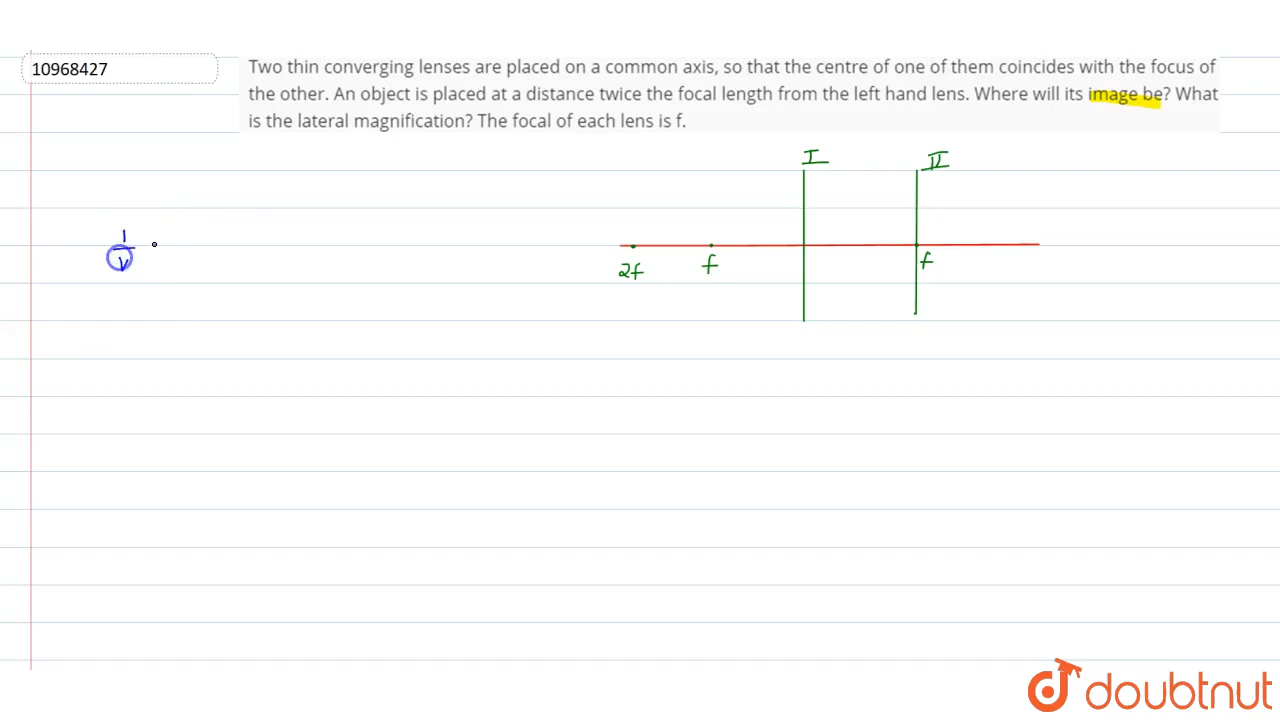 10968427
Two thin converging lenses are placed on a common axis, so that the centre of one of them coincides with the focus of
the other. An object is placed at a distance twice the focal length from the left hand lens. Where will its image be? What
is the lateral magnification? The focal of each lens is f.
I II
1
v
2f f f
doubtnut